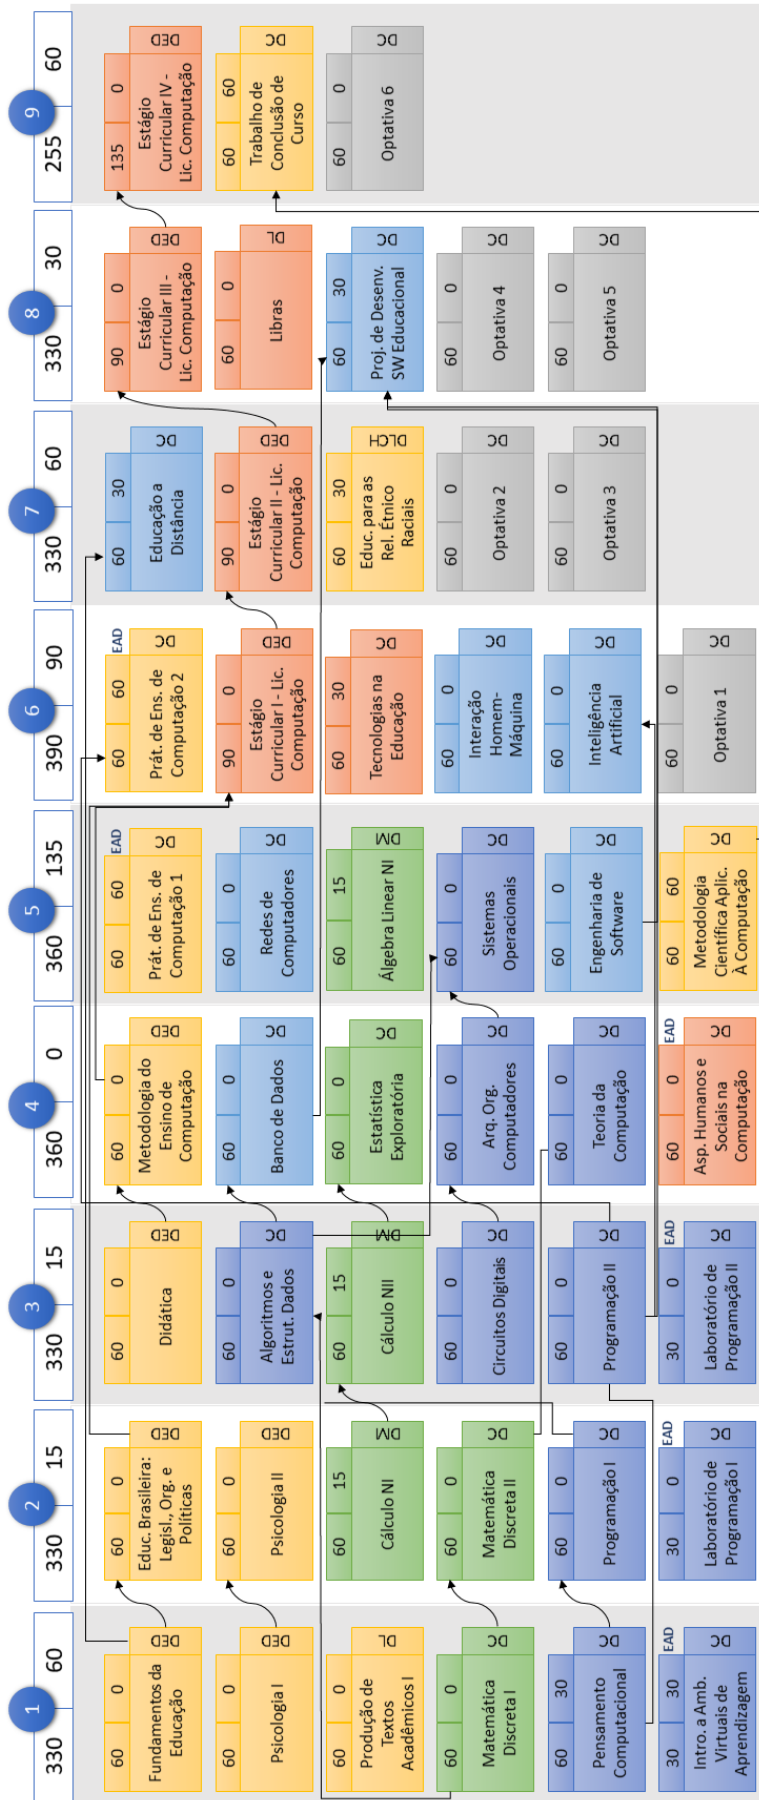 1
330 60
60 0
Fundamentos da
Educação
DED
60 0
Psicologia I
DED
60 0
Produção de
Textos
Acadêmicos I
DL
60 0
Matemática
Discreta I
DC
60 30
Pensamento
Computacional
DC
EAD
30 30
Intro. a Amb.
Virtuais de
Aprendizagem
DC
2
330 15
60 0
Educ. Brasileira:
Legisl., Org. e
Políticas
DED
60 0
Psicologia II
DED
60 15
Cálculo NI
DM
60 0
Matemática
Discreta II
DC
60 0
Programação I
DC
EAD
30 0
Laboratório de
Programação I
DC
3
330 15
60 0
Didática
DED
60 0
Algoritmos e
Estrut. Dados
DC
60 15
Cálculo NII
DM
60 0
Circuitos Digitais
DC
60 0
Programação II
DC
EAD
30 0
Laboratório de
Programação II
DC
4
360 0
60 0
Metodologia do
Ensino de
Computação
DED
60 0
Banco de Dados
DC
60 0
Estatística
Exploratória
DC
60 0
Arq. Org.
Computadores
DC
60 0
Teoria da
Computação
DC
EAD
60 0
Asp. Humanos e
Sociais na
Computação
DC
5
360 135
EAD
60 60
Prát. de Ens. de
Computação 1
DC
60 0
Redes de
Computadores
DC
60 15
Álgebra Linear NI
DM
60 0
Sistemas
Operacionais
DC
60 0
Engenharia de
Software
DC
60 60
Metodologia
Científica Aplic.
À Computação
DC
6
390 90
EAD
60 60
Prát. de Ens. de
Computação 2
DC
90 0
Estágio
Curricular I - Lic.
Computação
DED
60 30
Tecnologias na
Educação
DC
60 0
Interação
Homem-
Máquina
DC
60 0
Inteligência
Artificial
DC
60 0
Optativa 1
DC
7
330 60
60 30
Educação a
Distância
DC
90 0
Estágio
Curricular II - Lic.
Computação
DED
60 30
Educ. para as
Rel. Étnico
Raciais
DLCH
60 0
Optativa 2
DC
60 0
Optativa 3
DC
8
330 30
90 0
Estágio
Curricular III -
Lic. Computação
DED
60 0
Libras
DL
60 30
Proj. de Desenv.
SW Educacional
DC
60 0
Optativa 4
DC
60 0
Optativa 5
DC
9
255 60
135 0
Estágio
Curricular IV -
Lic. Computação
DED
60 60
Trabalho de
Conclusão de
Curso
DC
60 0
Optativa 6
DC